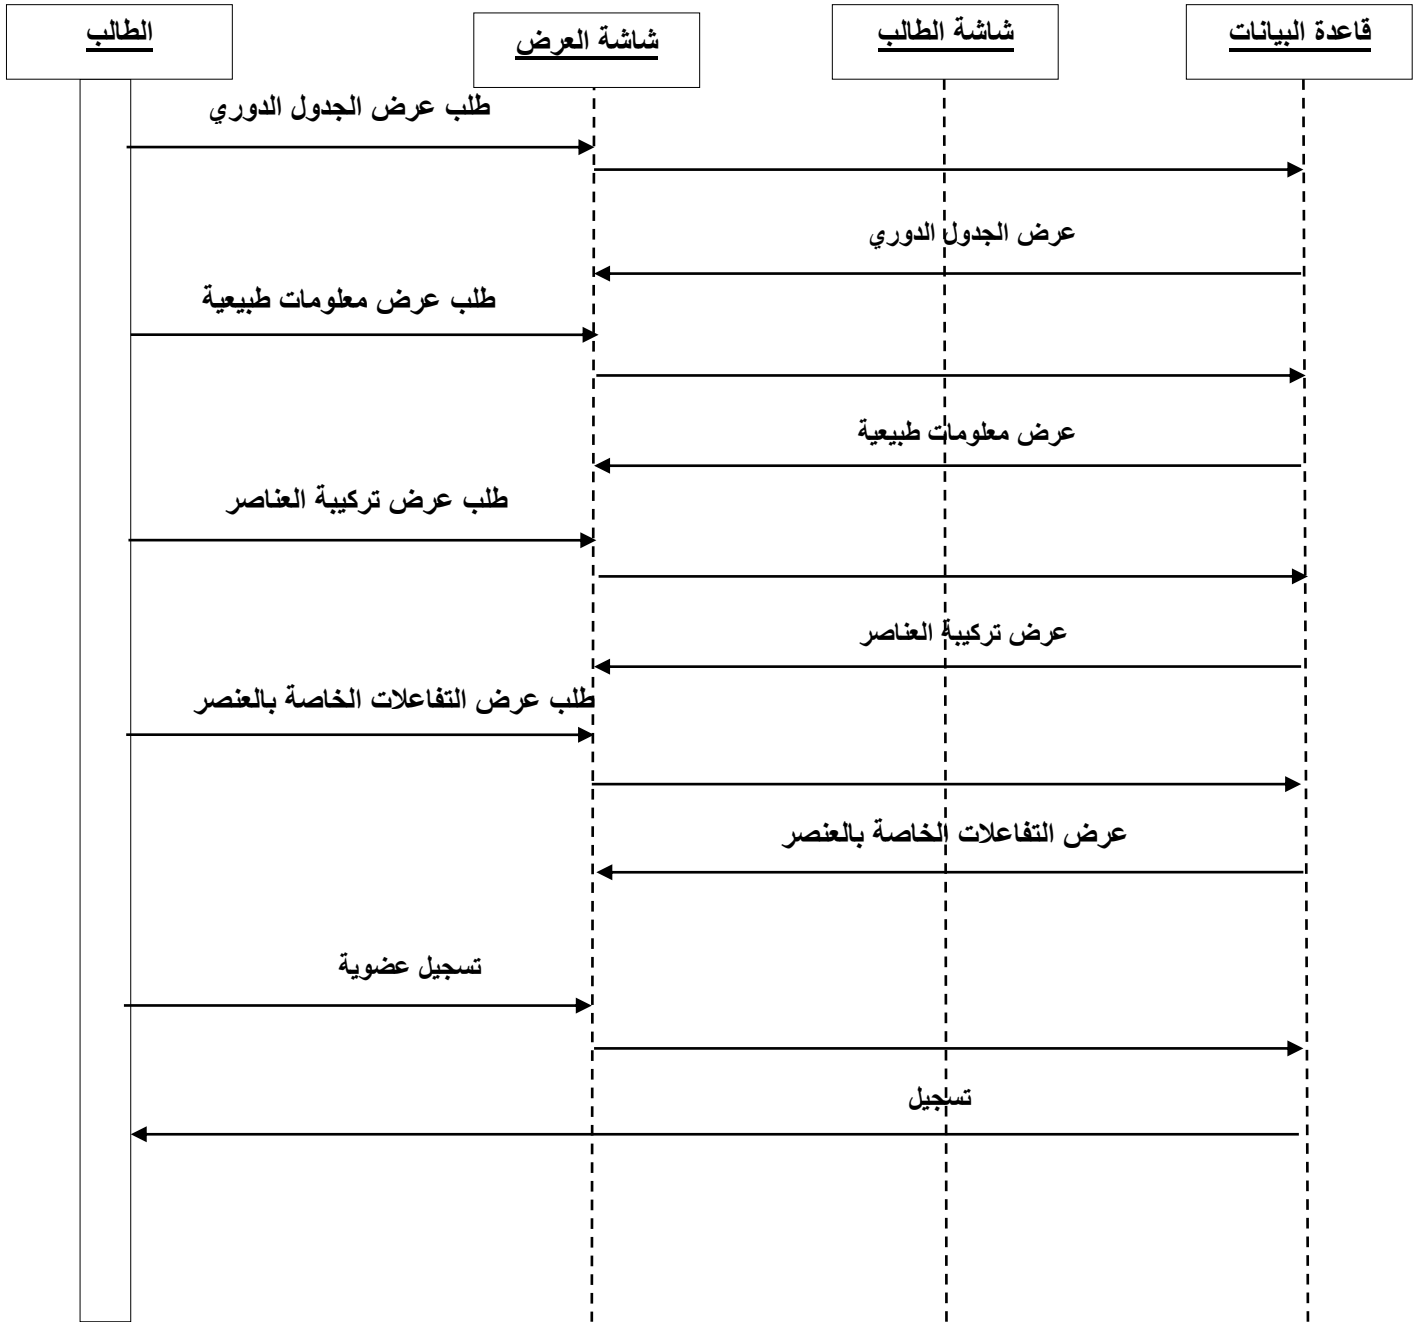 قاعدة البيانات
شاشة الطالب
شاشة العرض
الطالب
طلب عرض الجدول الدوري
عرض الجدول الدوري
طلب عرض معلومات طبيعية
عرض معلومات طبيعية
طلب عرض تركيبة العناصر
عرض تركيبة العناصر
طلب عرض التفاعلات الخاصة بالعنصر
عرض التفاعلات الخاصة بالعنصر
تسجيل عضوية
تسجيل